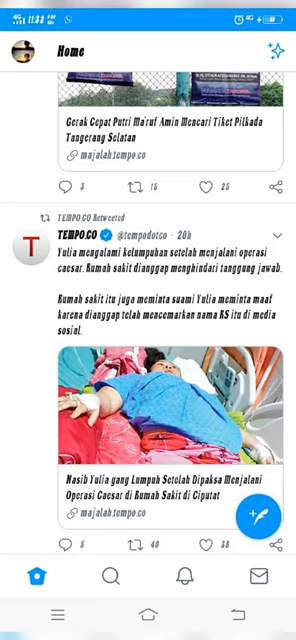 4G 11:33
4G
Home
Gerak Cepat Putri Ma'ruf Amin Mencari Tiket Pilkada
Tangerang Selatan
majalah.tempo.co
3 15 25
TEMPO.CO Retweeted
TEMPO.CO @tempodotco · 20h
Yulia mengalami kelumpuhan setelah menjalani operasi
caesar. Rumah sakit dianggap menghindari tanggung jawab.
Rumah sakit itu juga meminta suami Yulia meminta maaf
karena dianggap telah mencemarkan nama RS itu di media
sosial.
Nasib Yulia yang Lumpuh Setelah Dipaksa Menjalani
Operasi Caesar di Rumah Sakit di Ciputat
majalah.tempo.co
5 40 38